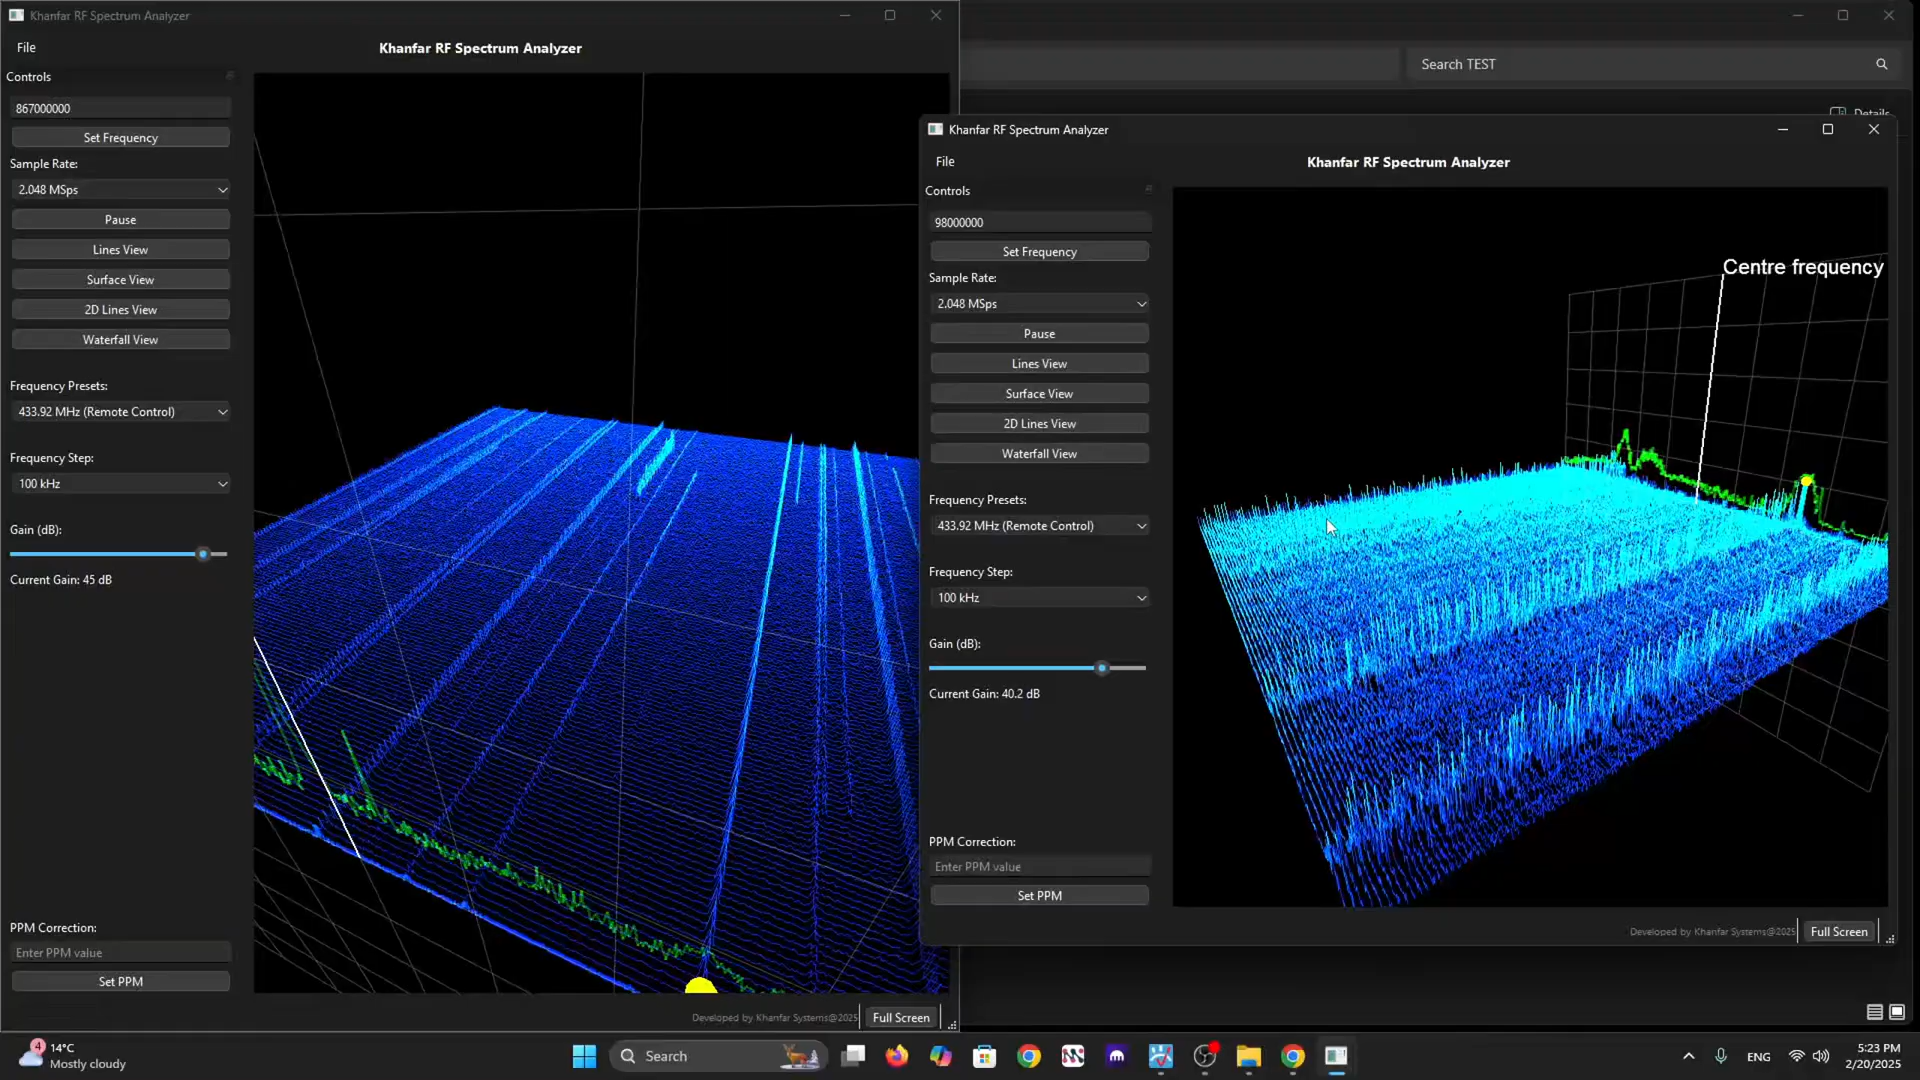 Khanfar RF Spectrum Analyzer
File
Khanfar RF Spectrum Analyzer
Controls
867000000
Set Frequency
Sample Rate:
2.048 MSps
Pause
Lines View
Surface View
2D Lines View
Waterfall View
Frequency Presets:
433.92 MHz (Remote Control)
Frequency Step:
100 kHz
Gain (dB):
Current Gain: 45 dB
PPM Correction:
Enter PPM value
Set PPM
Developed by Khanfar Systems@2025
Full Screen
Search TEST
Details
Khanfar RF Spectrum Analyzer
File
Khanfar RF Spectrum Analyzer
Controls
98000000
Set Frequency
Sample Rate:
2.048 MSps
Pause
Lines View
Surface View
2D Lines View
Waterfall View
Frequency Presets:
433.92 MHz (Remote Control)
Frequency Step:
100 kHz
Gain (dB):
Current Gain: 40.2 dB
PPM Correction:
Enter PPM value
Set PPM
Centre frequency
Developed by Khanfar Systems@2025
Full Screen
4
14°C
Mostly cloudy
Search
ENG
5:23 PM
2/20/2025